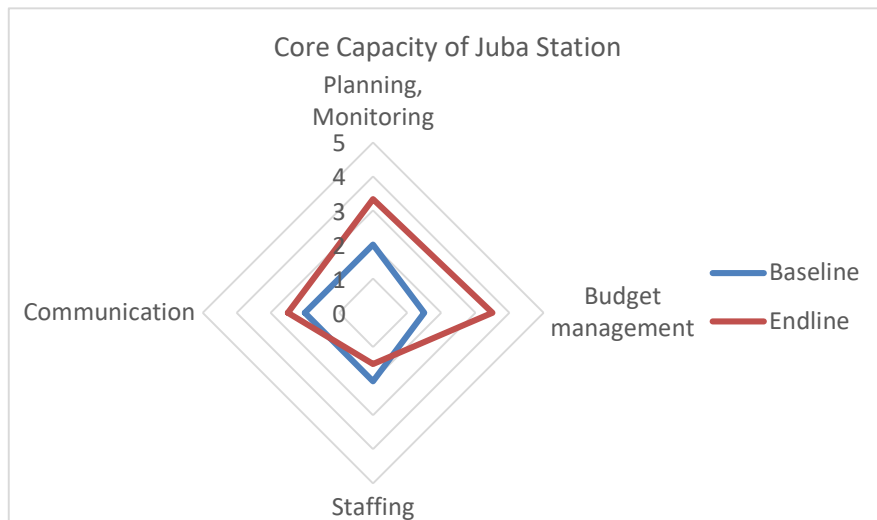 Core Capacity of Juba Station
Planning,
Monitoring
5
4
3
2
1
0
Communication
Budget
management
Staffing
Baseline
Endline